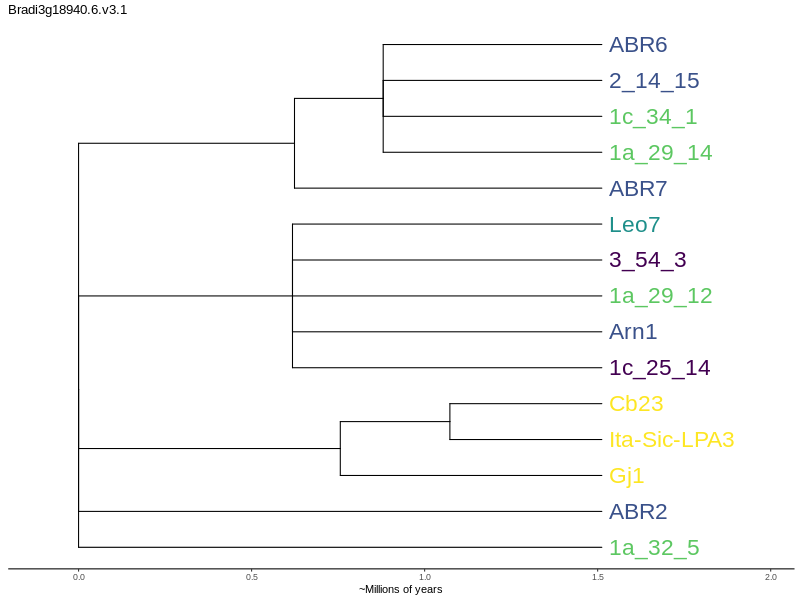 Bradi3g18940.6.v3.1
ABR6
2_14_15
1c_34_1
1a_29_14
ABR7
Leo7
3_54_3
1a_29_12
Arn1
1c_25_14
Cb23
Ita-Sic-LPA3
Gj1
ABR2
1a_32_5
0.0 0.5 1.0 1.5 2.0
~Millions of years